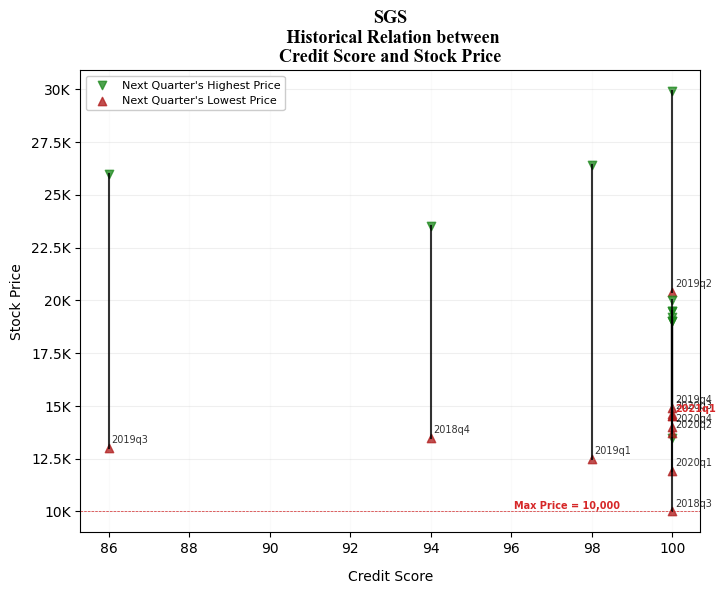 SGS
Historical Relation between
Credit Score and Stock Price
Next Quarter's Highest Price
Next Quarter's Lowest Price
30K
27.5K
25K
22.5K
20K
17.5K
15K
12.5K
10K
Stock Price
2019q2
2019q4
2021q1
2020q4
2020q2
2018q4
2019q3
2019q1
2020q1
2018q3
Max Price = 10,000
86
88
90
92
94
96
98
100
Credit Score